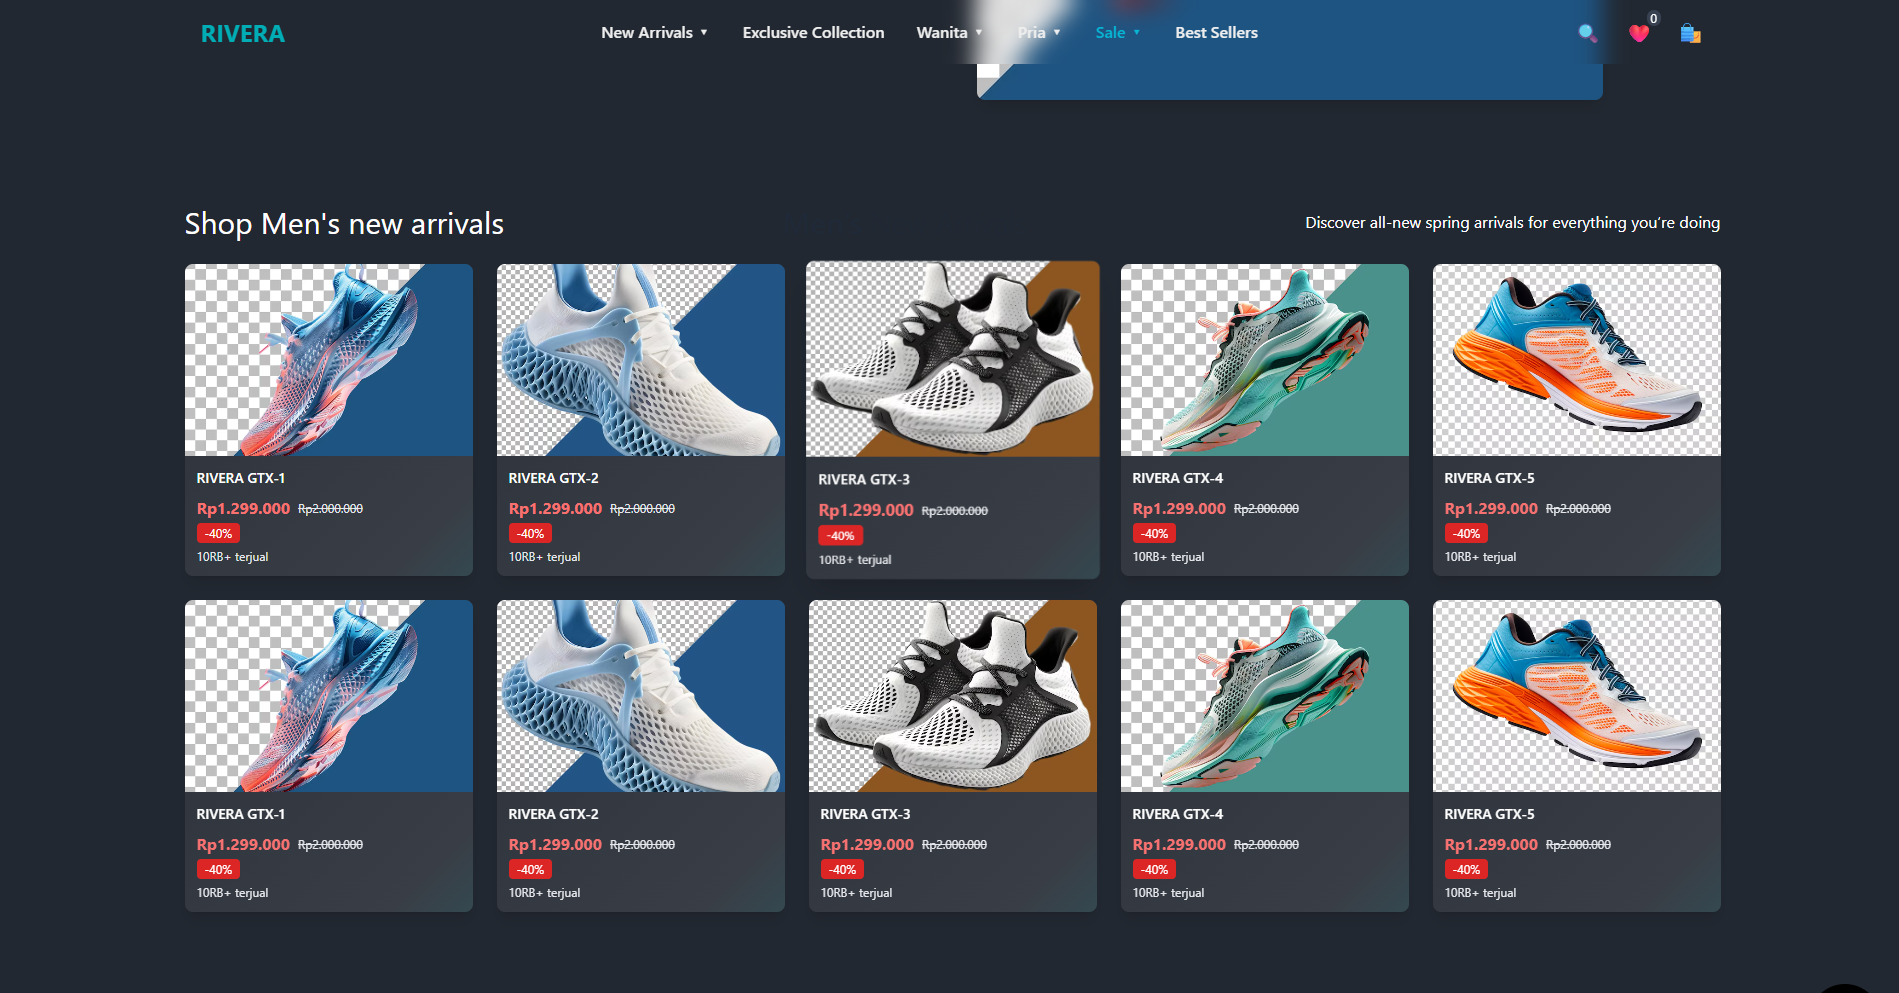 RIVERA New Arrivals ▼ Exclusive Collection Wanita ▼ Pria ▼ Sale ▼ Best Sellers 0
Shop Men's new arrivals Discover all-new spring arrivals for everything you're doing
RIVERA GTX-1 RIVERA GTX-2 RIVERA GTX-3 RIVERA GTX-4 RIVERA GTX-5
Rp1.299.000 Rp2.000.000 Rp1.299.000 Rp2.000.000 Rp1.299.000 Rp2.000.000 Rp1.299.000 Rp2.000.000 Rp1.299.000 Rp2.000.000
-40% -40% -40% -40% -40%
10RB+ terjual 10RB+ terjual 10RB+ terjual 10RB+ terjual 10RB+ terjual
RIVERA GTX-1 RIVERA GTX-2 RIVERA GTX-3 RIVERA GTX-4 RIVERA GTX-5
Rp1.299.000 Rp2.000.000 Rp1.299.000 Rp2.000.000 Rp1.299.000 Rp2.000.000 Rp1.299.000 Rp2.000.000 Rp1.299.000 Rp2.000.000
-40% -40% -40% -40% -40%
10RB+ terjual 10RB+ terjual 10RB+ terjual 10RB+ terjual 10RB+ terjual